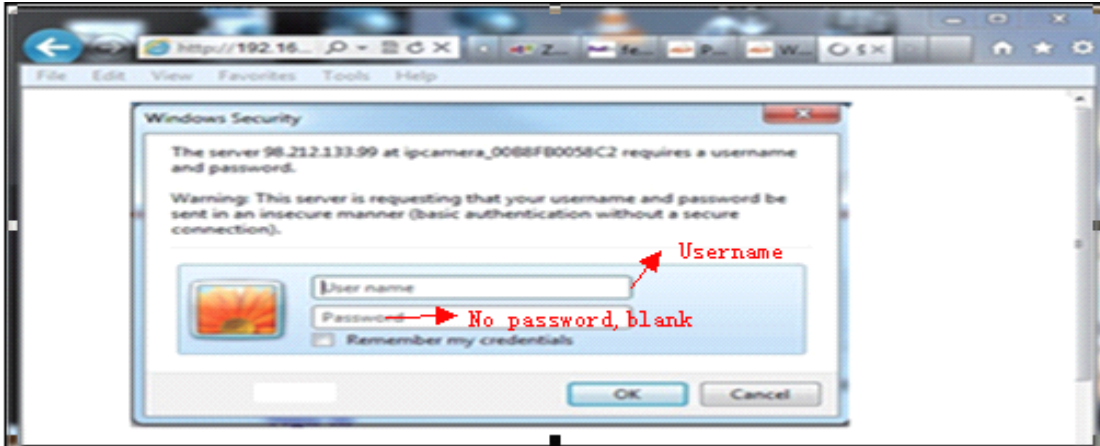 http://192.16...
Z... fe... P... W...
File Edit View Favorites Tools Help
Windows Security
The server 98.212.133.99 at ipcamera_00B8FB0058C2 requires a username
and password.
Warning: This server is requesting that your username and password be
sent in an insecure manner (basic authentication without a secure
connection).
Username
User name
Password
No password,blank
Remember my credentials
OK Cancel